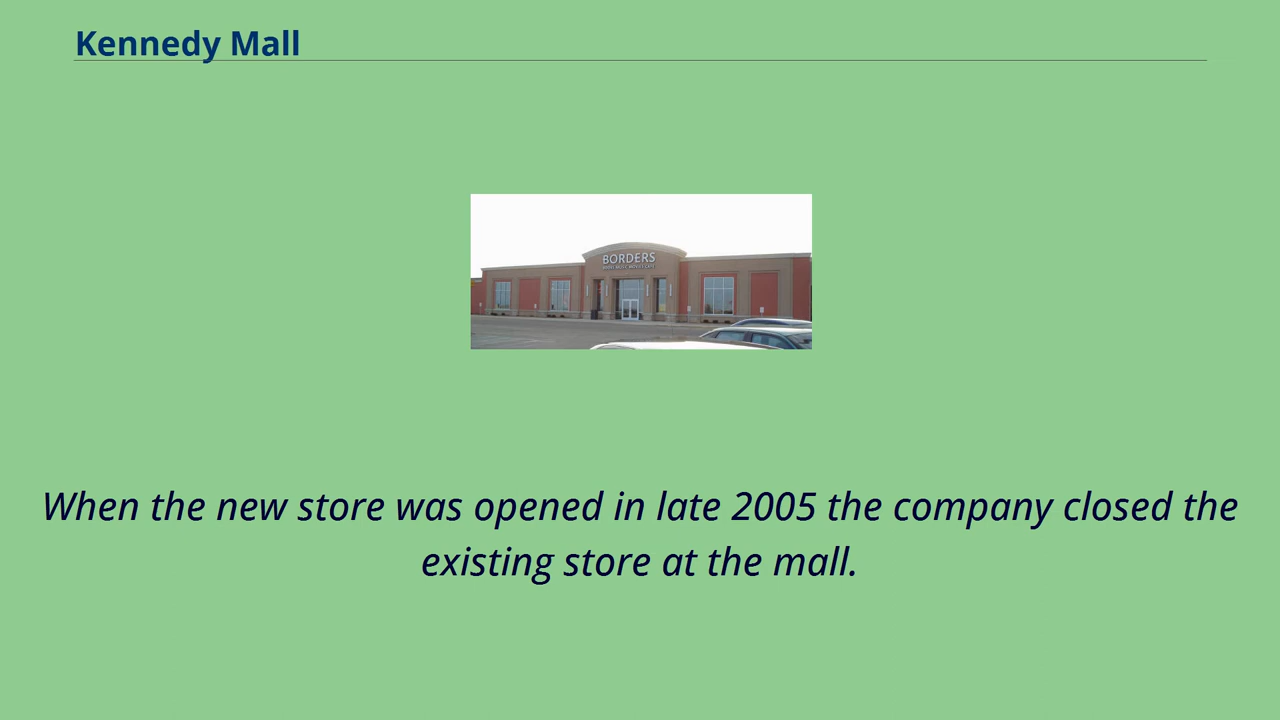 Kennedy Mall
BORDERS
When the new store was opened in late 2005 the company closed the
existing store at the mall.